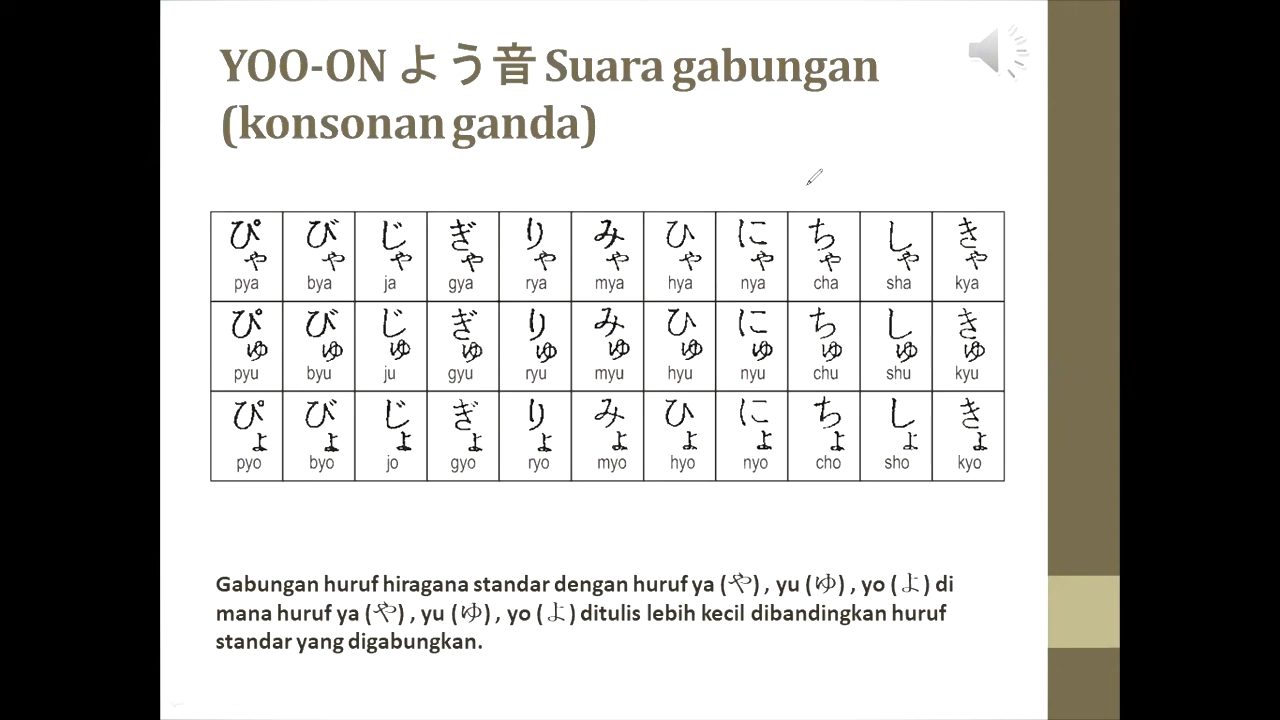 YOO-ON よう音 Suara gabungan
(konsonan ganda)
ぴゃ びゃ じゃ ぎゃ りゃ みゃ ひゃ にゃ ちゃ しゃ きゃ
pya bya ja gya rya mya hya nya cha sha kya
ぴゅ びゅ じゅ ぎゅ りゅ みゅ ひゅ にゅ ちゅ しゅ きゅ
pyu byu ju gyu ryu myu hyu nyu chu shu kyu
ぴょ びょ じょ ぎょ りょ みょ ひょ にょ ちょ しょ きょ
pyo byo jo gyo ryo myo hyo nyo cho sho kyo
Gabungan huruf hiragana standar dengan huruf ya (や) , yu (ゆ) , yo (よ) di
mana huruf ya (や) , yu (ゆ) , yo (よ) ditulis lebih kecil dibandingkan huruf
standar yang digabungkan.